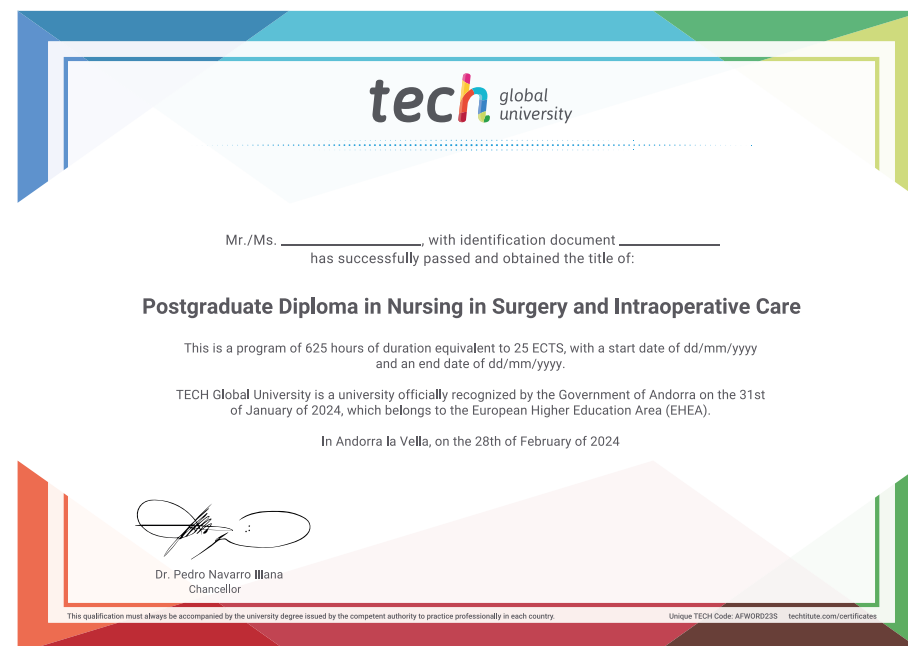 tech global university
Mr./Ms. ____________, with identification document ____________
has successfully passed and obtained the title of:
Postgraduate Diploma in Nursing in Surgery and Intraoperative Care
This is a program of 625 hours of duration equivalent to 25 ECTS, with a start date of dd/mm/yyyy
and an end date of dd/mm/yyyy.
TECH Global University is a university officially recognized by the Government of Andorra on the 31st
of January of 2024, which belongs to the European Higher Education Area (EHEA).
In Andorra la Vella, on the 28th of February of 2024
Dr. Pedro Navarro Illana
Chancellor
This qualification must always be accompanied by the university degree issued by the competent authority to practice professionally in each country.
Unique TECH Code: AFWORD23S techtitute.com/certificates